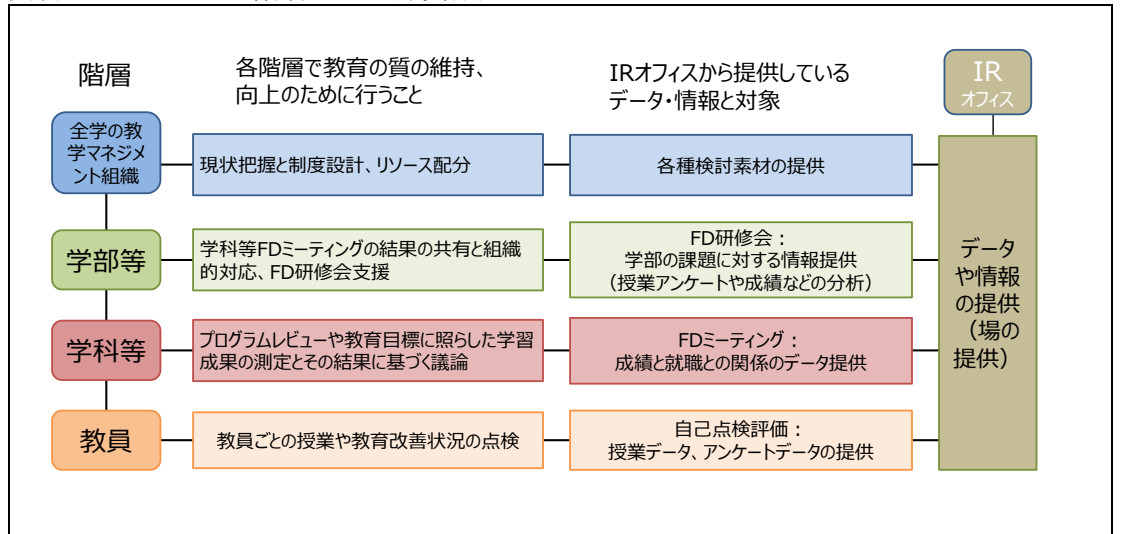 階層
各階層で教育の質の維持、
向上のために行うこと
IRオフィスから提供している
データ・情報と対象
IR
オフィス
全学の教
学マネジメ
ント組織
現状把握と制度設計、リソース配分
各種検討素材の提供
学部等
学科等FDミーティングの結果の共有と組織
的対応、FD研修会支援
FD研修会：
学部の課題に対する情報提供
（授業アンケートや成績などの分析）
学科等
プログラムレビューや教育目標に照らした学習
成果の測定とその結果に基づく議論
FDミーティング：
成績と就職との関係のデータ提供
教員
教員ごとの授業や教育改善状況の点検
自己点検評価：
授業データ、アンケートデータの提供
データ
や情報
の提供
（場の
提供）